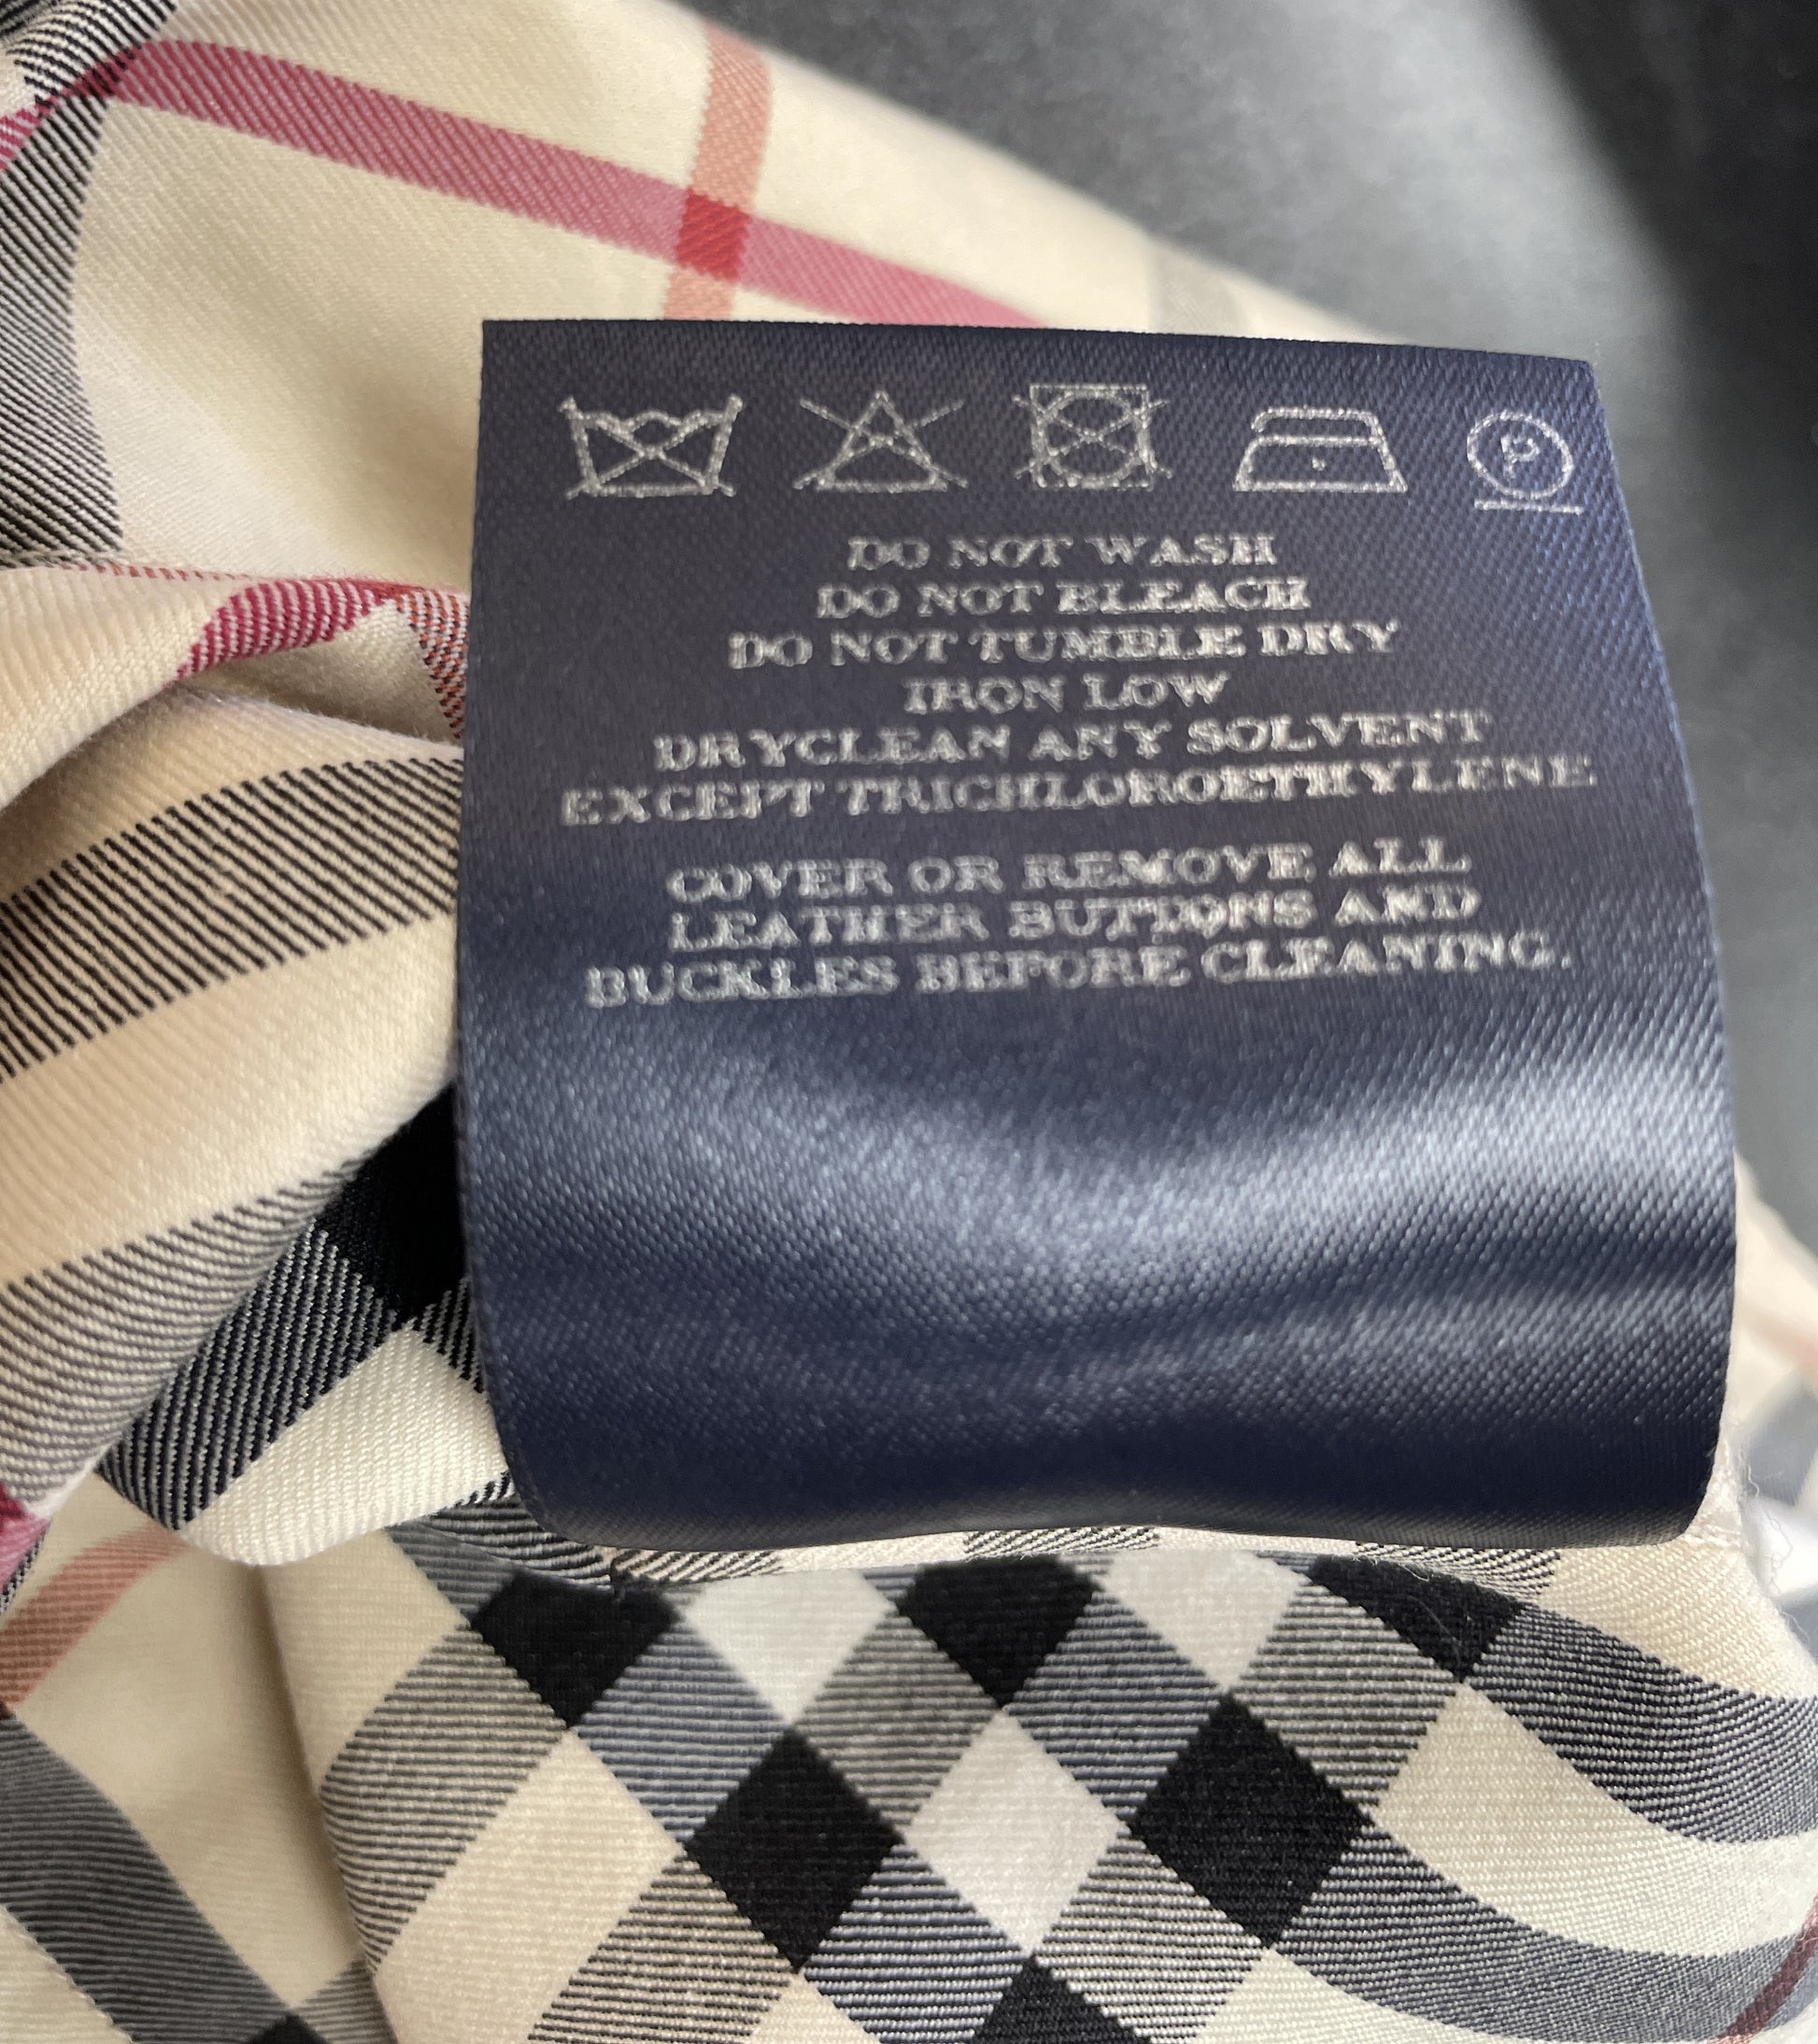 P
DO NOT WASH
DO NOT BLEACH
DO NOT TUMBLE DRY
IRON LOW
DRYCLEAN ANY SOLVENT
EXCEPT TRICHLOROETHYLENE
COVER OR REMOVE ALL
LEATHER BUTTONS AND
BUCKLES BEFORE CLEANING.